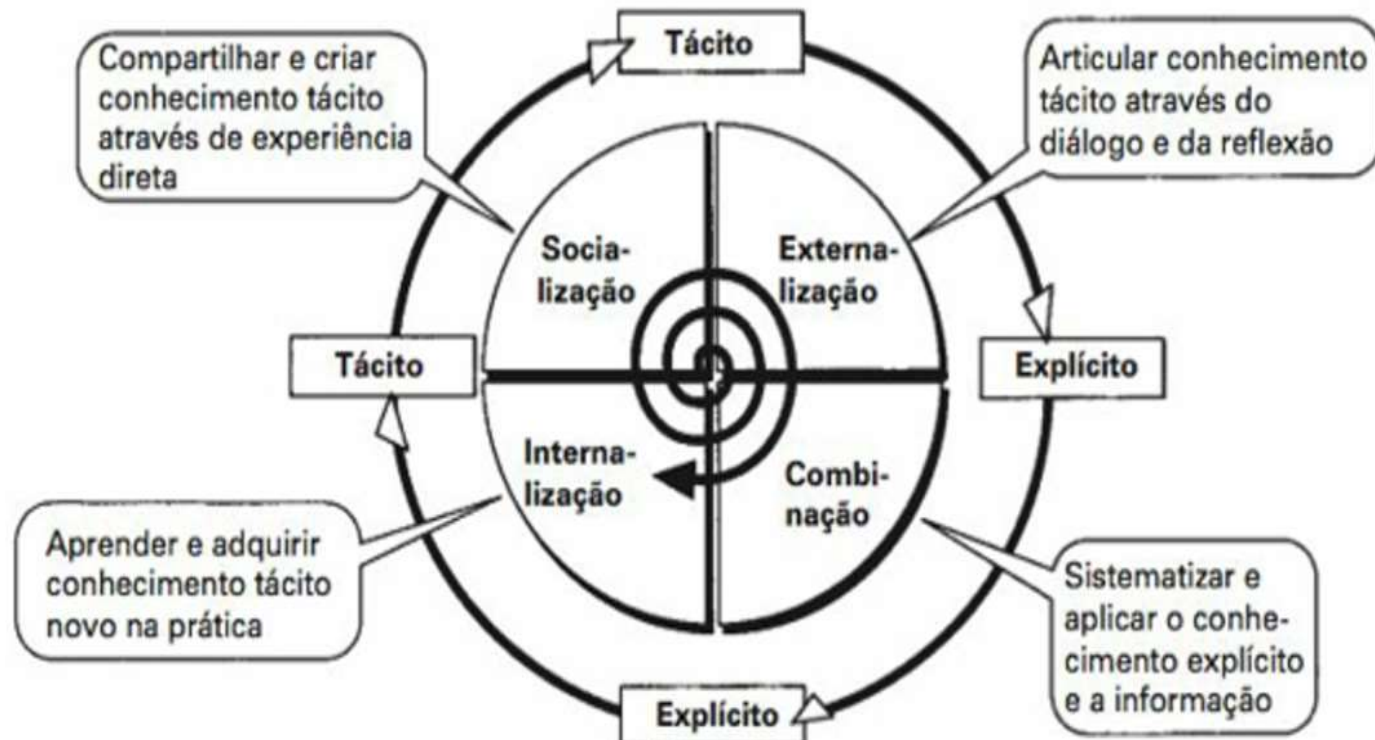 Tácito
Compartilhar e criar
conhecimento tácito
através de experiência
direta
Articular conhecimento
tácito através do
diálogo e da reflexão
Socia-
lização
Externa-
lização
Tácito
Explícito
Interna-
lização
Combi-
nação
Aprender e adquirir
conhecimento tácito
novo na prática
Sistematizar e
aplicar o conhe-
cimento explícito
e a informação
Explícito